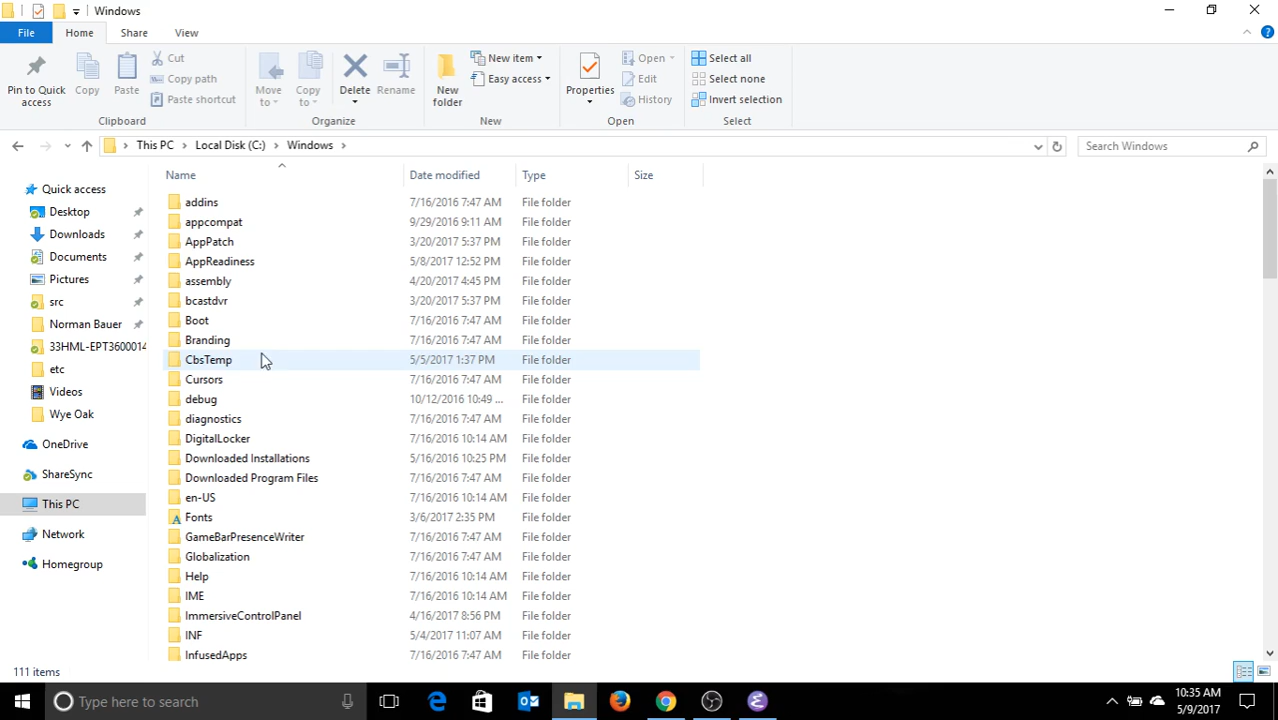 Windows
File Home Share View
Pin to Quick access
Copy
Paste
Cut
Copy path
Paste shortcut
Clipboard
Move to
Copy to
Delete
Rename
Organize
New folder
New item
Easy access
New
Properties
Open
Edit
History
Open
Select all
Select none
Invert selection
Select
This PC Local Disk (C:) Windows
Search Windows
Quick access
Desktop
Downloads
Documents
Pictures
src
Norman Bauer
33HML-EPT3600014
etc
Videos
Wye Oak
OneDrive
ShareSync
This PC
Network
Homegroup
Name Date modified Type Size
addins 7/16/2016 7:47 AM File folder
appcompat 9/29/2016 9:11 AM File folder
AppPatch 3/20/2017 5:37 PM File folder
AppReadiness 5/8/2017 12:52 PM File folder
assembly 4/20/2017 4:45 PM File folder
bcastdvr 3/20/2017 5:37 PM File folder
Boot 7/16/2016 7:47 AM File folder
Branding 7/16/2016 7:47 AM File folder
CbsTemp 5/5/2017 1:37 PM File folder
Cursors 7/16/2016 7:47 AM File folder
debug 10/12/2016 10:49 ... File folder
diagnostics 7/16/2016 7:47 AM File folder
DigitalLocker 7/16/2016 10:14 AM File folder
Downloaded Installations 5/16/2016 10:25 PM File folder
Downloaded Program Files 7/16/2016 7:47 AM File folder
en-US 7/16/2016 10:14 AM File folder
Fonts 3/6/2017 2:35 PM File folder
GameBarPresenceWriter 7/16/2016 7:47 AM File folder
Globalization 7/16/2016 7:47 AM File folder
Help 7/16/2016 10:14 AM File folder
IME 7/16/2016 10:14 AM File folder
ImmersiveControlPanel 4/16/2017 8:56 PM File folder
INF 5/4/2017 11:07 AM File folder
InfusedApps 7/16/2016 7:47 AM File folder
111 items
Type here to search
10:35 AM
5/9/2017